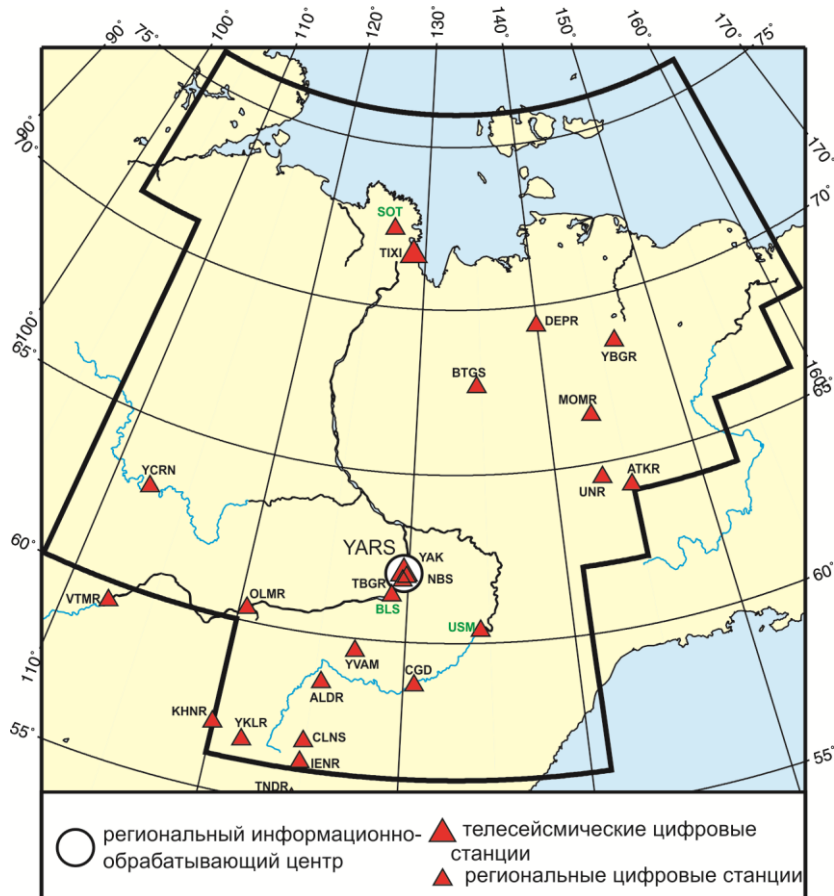 90°
75°
100°
110°
120°
130°
140°
150°
160°
170°
75°
80°
70°
170°
70°
100°
65°
160°
65°
60°
60°
110°
55°
55°
SOT
TIXI
DEPR
YBGR
BTGS
MOMR
YCRN
UNR
ATKR
YARS
YAK
TBGR
NBS
VTMR
OLMR
BLS
USM
YVAM
CGD
ALDR
KHNR
YKLR
CLNS
IENR
TNDR
региональный информационно-
обрабатывающий центр
телесейсмические цифровые
станции
региональные цифровые станции